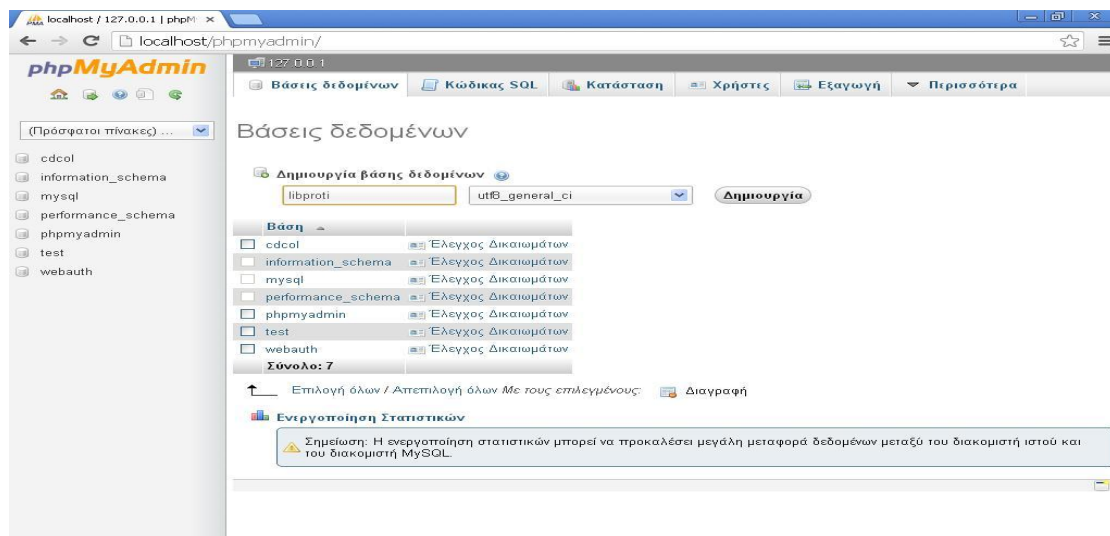 localhost / 127.0.0.1 | phpM
localhost/phpmyadmin/
phpMyAdmin
(Πρόσφατοι πίνακες) ...
cdcol
information_schema
mysql
performance_schema
phpmyadmin
test
webauth
127.0.0.1
Βάσεις δεδομένων Κώδικας SQL Κατάσταση Χρήστες Εξαγωγή Περισσότερα
Βάσεις δεδομένων
Δημιουργία βάσης δεδομένων
libproti utf8_general_ci Δημιουργία
Βάση
cdcol Έλεγχος Δικαιωμάτων
information_schema Έλεγχος Δικαιωμάτων
mysql Έλεγχος Δικαιωμάτων
performance_schema Έλεγχος Δικαιωμάτων
phpmyadmin Έλεγχος Δικαιωμάτων
test Έλεγχος Δικαιωμάτων
webauth Έλεγχος Δικαιωμάτων
Σύνολο: 7
Επιλογή όλων / Απεπιλογή όλων Με τους επιλεγμένους: Διαγραφή
Ενεργοποίηση Στατιστικών
Σημείωση: Η ενεργοποίηση στατιστικών μπορεί να προκαλέσει μεγάλη μεταφορά δεδομένων μεταξύ του διακομιστή ιστού και
του διακομιστή MySQL.